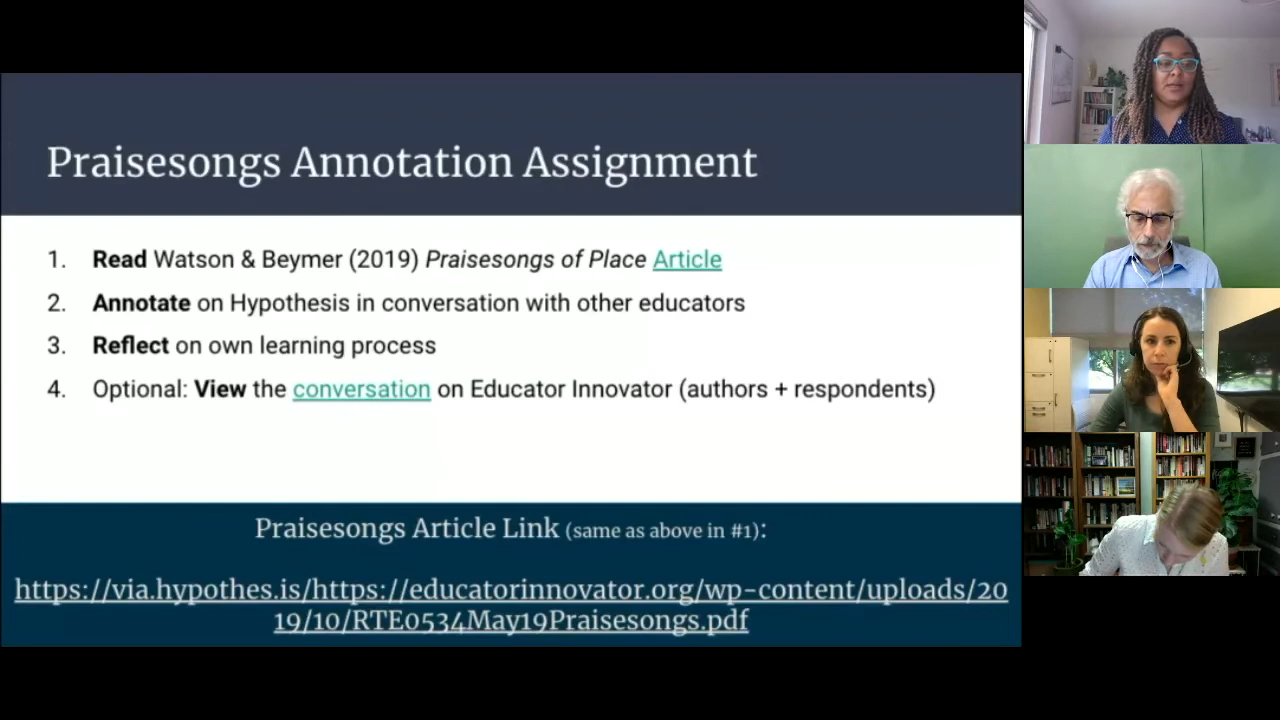 Praisesongs Annotation Assignment
1. Read Watson & Beymer (2019) Praisesongs of Place Article
2. Annotate on Hypothesis in conversation with other educators
3. Reflect on own learning process
4. Optional: View the conversation on Educator Innovator (authors + respondents)
Praisesongs Article Link (same as above in #1):
https://via.hypothes.is/https://educatorinnovator.org/wp-content/uploads/20
19/10/RTE0534May19Praisesongs.pdf